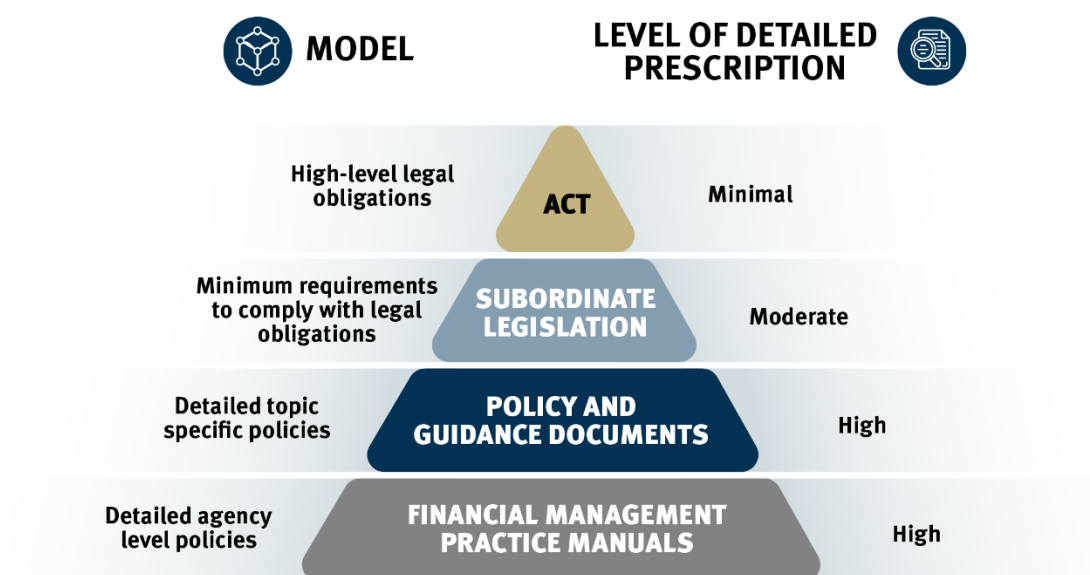 MODEL
LEVEL OF DETAILED
PRESCRIPTION
High-level legal
obligations
ACT
Minimal
Minimum requirements
to comply with legal
obligations
SUBORDINATE
LEGISLATION
Moderate
Detailed topic
specific policies
POLICY AND
GUIDANCE DOCUMENTS
High
Detailed agency
level policies
FINANCIAL MANAGEMENT
PRACTICE MANUALS
High